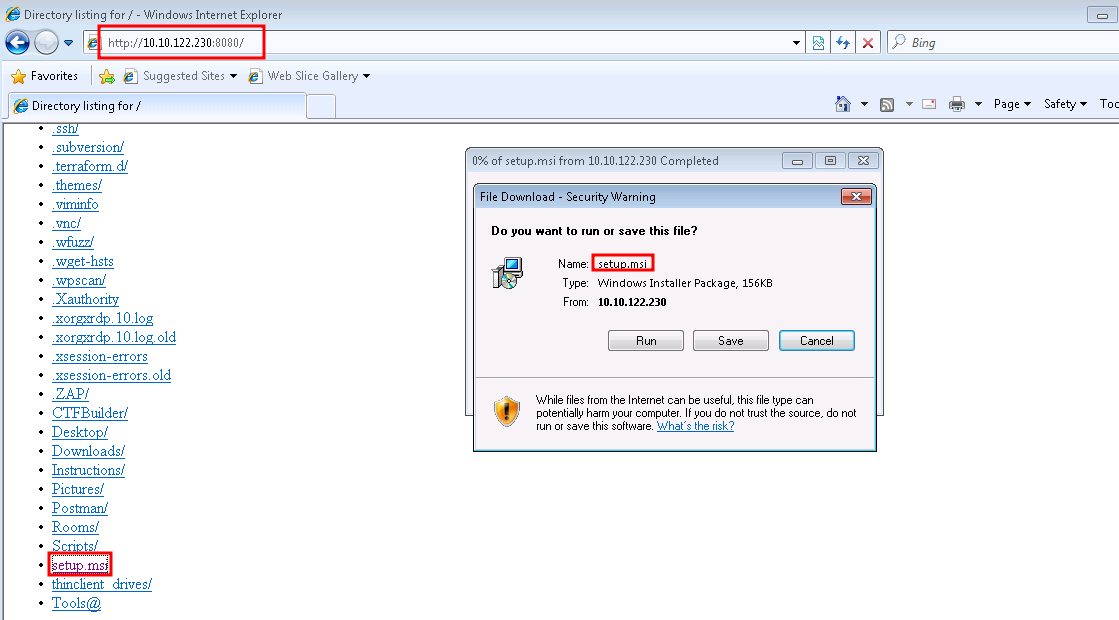 Directory listing for / - Windows Internet Explorer
http://10.10.122.230:8080/
Bing
Favorites
Suggested Sites
Web Slice Gallery
Directory listing for /
Page
Safety
Too
.ssh/
.subversion/
.terraform.d/
.themes/
.viminfo
.vnc/
.wfuzz/
.wget-hsts
.wpscan/
.Xauthority
.xorgxrdp.10.log
.xorgxrdp.10.log.old
.xsession-errors
.xsession-errors.old
.ZAP/
CTFBuilder/
Desktop/
Downloads/
Instructions/
Pictures/
Postman/
Rooms/
Scripts/
setup.msi
thinclient_drives/
Tools@
0% of setup.msi from 10.10.122.230 Completed
File Download - Security Warning
Do you want to run or save this file?
Name: setup.msi
Type: Windows Installer Package, 156KB
From: 10.10.122.230
Run
Save
Cancel
While files from the Internet can be useful, this file type can
potentially harm your computer. If you do not trust the source, do not
run or save this software. What's the risk?